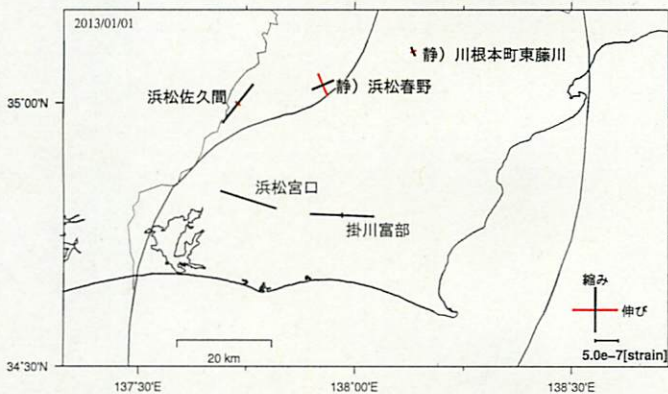 2013/01/01
静）川根本町東藤川
35°00'N
浜松佐久間
静）浜松春野
浜松宮口
掛川富部
縮み
伸び
5.0e-7[strain]
20 km
34°30'N
137°30'E
138°00'E
138°30'E